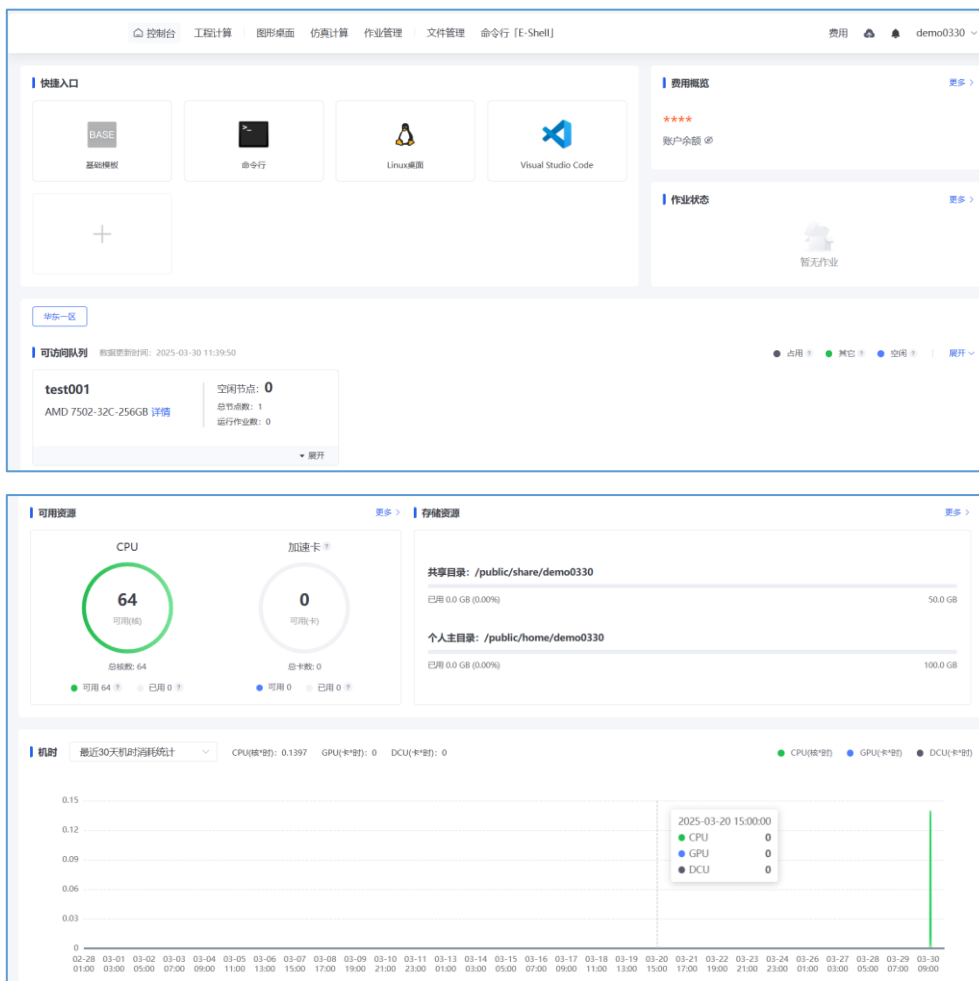 控制台 工程计算 图形桌面 仿真计算 作业管理 文件管理 命令行「E-Shell」 费用 demo0330
快捷入口
BASE
基础模板
命令行
Linux桌面
Visual Studio Code
费用概览 更多 >
****
账户余额
作业状态 更多 >
暂无作业
华东一区
可访问队列 数据更新时间: 2025-03-30 11:39:50 占用 ? 其它 ? 空闲 ? 展开
test001
AMD 7502-32C-256GB 详情
空闲节点: 0
总节点数: 1
运行作业数: 0
展开
可用资源 更多 >
CPU
64
可用(核)
总核数: 64
可用 64 ? 已用 0 ?
加速卡 ?
0
可用(卡)
总卡数: 0
可用 0 已用 0 ?
存储资源 更多 >
共享目录: /public/share/demo0330
已用 0.0 GB (0.00%) 50.0 GB
个人主目录: /public/home/demo0330
已用 0.0 GB (0.00%) 100.0 GB
机时 最近30天机时消耗统计 CPU(核*时): 0.1397 GPU(卡*时): 0 DCU(卡*时): 0 CPU(核*时) GPU(卡*时) DCU(卡*时)
0.15
0.12
0.09
0.06
0.03
0
2025-03-20 15:00:00
CPU 0
GPU 0
DCU 0
02-28 03-01 03-02 03-03 03-04 03-05 03-06 03-07 03-08 03-09 03-10 03-11 03-13 03-14 03-15 03-16 03-17 03-18 03-19 03-20 03-21 03-22 03-23 03-24 03-26 03-27 03-28 03-29 03-30
01:00 03:00 05:00 07:00 09:00 11:00 13:00 15:00 17:00 19:00 21:00 23:00 01:00 03:00 05:00 07:00 09:00 11:00 13:00 15:00 17:00 19:00 21:00 23:00 01:00 03:00 05:00 07:00 09:00